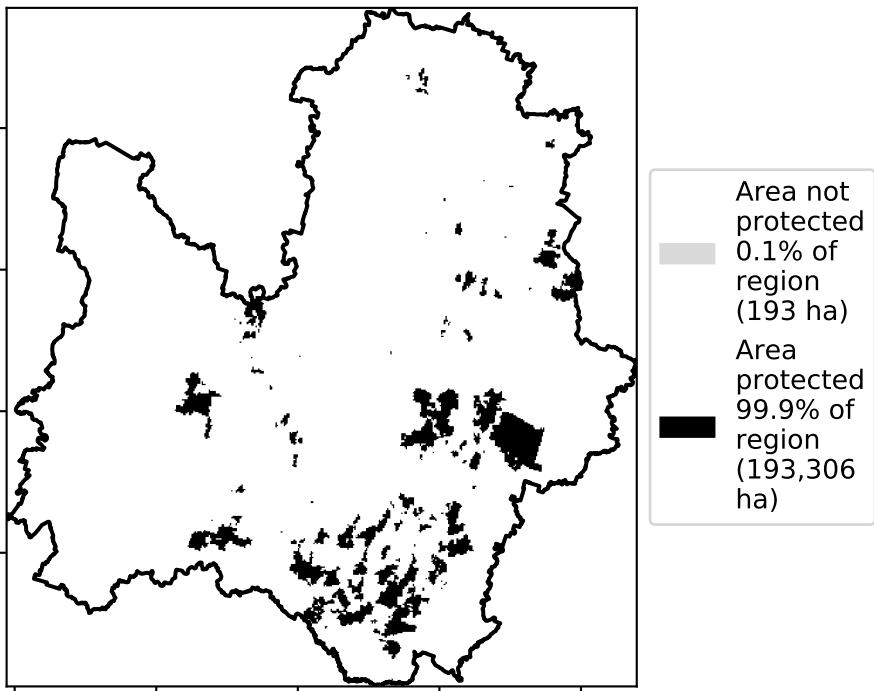 Area not
protected
0.1% of
region
(193 ha)
Area
protected
99.9% of
region
(193,306
ha)